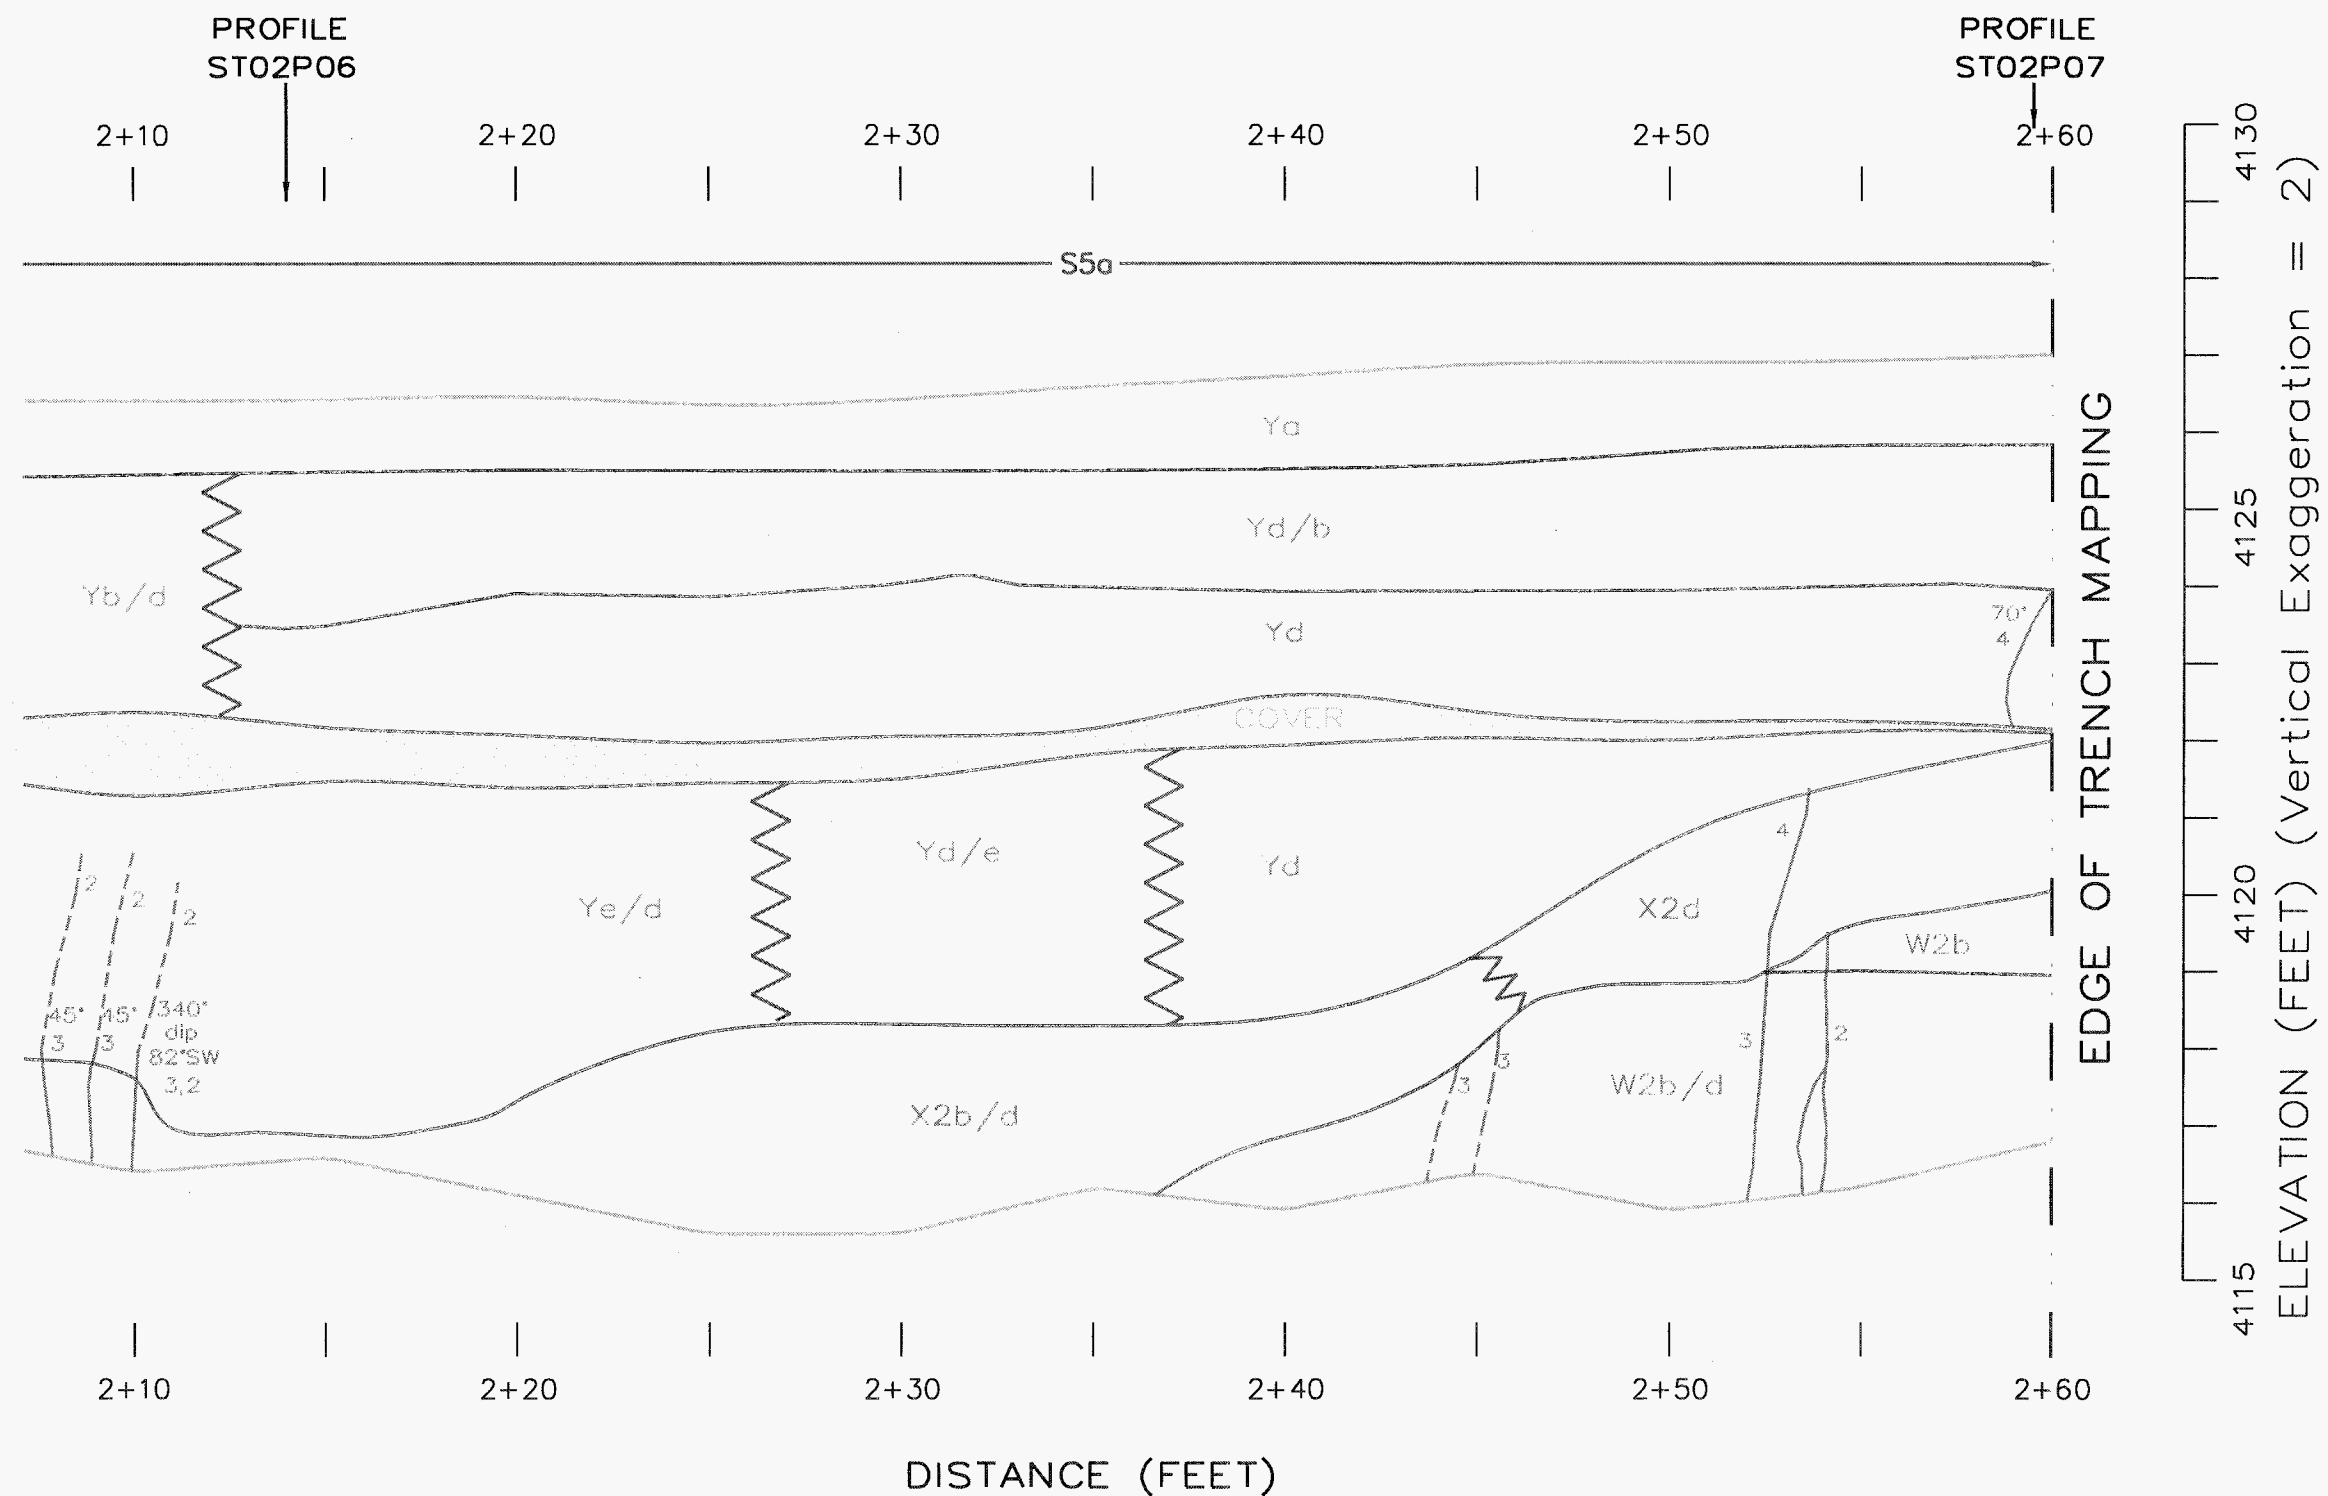 PROFILE
ST02P06
PROFILE
ST02P07
2+10 2+20 2+30 2+40 2+50 2+60
S5a
Ya
Yd/b
Yb/d
Yd
70°
4
COVER
Yd/e
Yd
Ye/d
X2d
4
W2b
2 2 2
45° 45° 340°
3 3 dip
82°SW
3,2
X2b/d
3 3
W2b/d
3 2
EDGE OF TRENCH MAPPING
4130
4125
4120
4115
ELEVATION (FEET) (Vertical Exaggeration = 2)
2+10 2+20 2+30 2+40 2+50 2+60
DISTANCE (FEET)